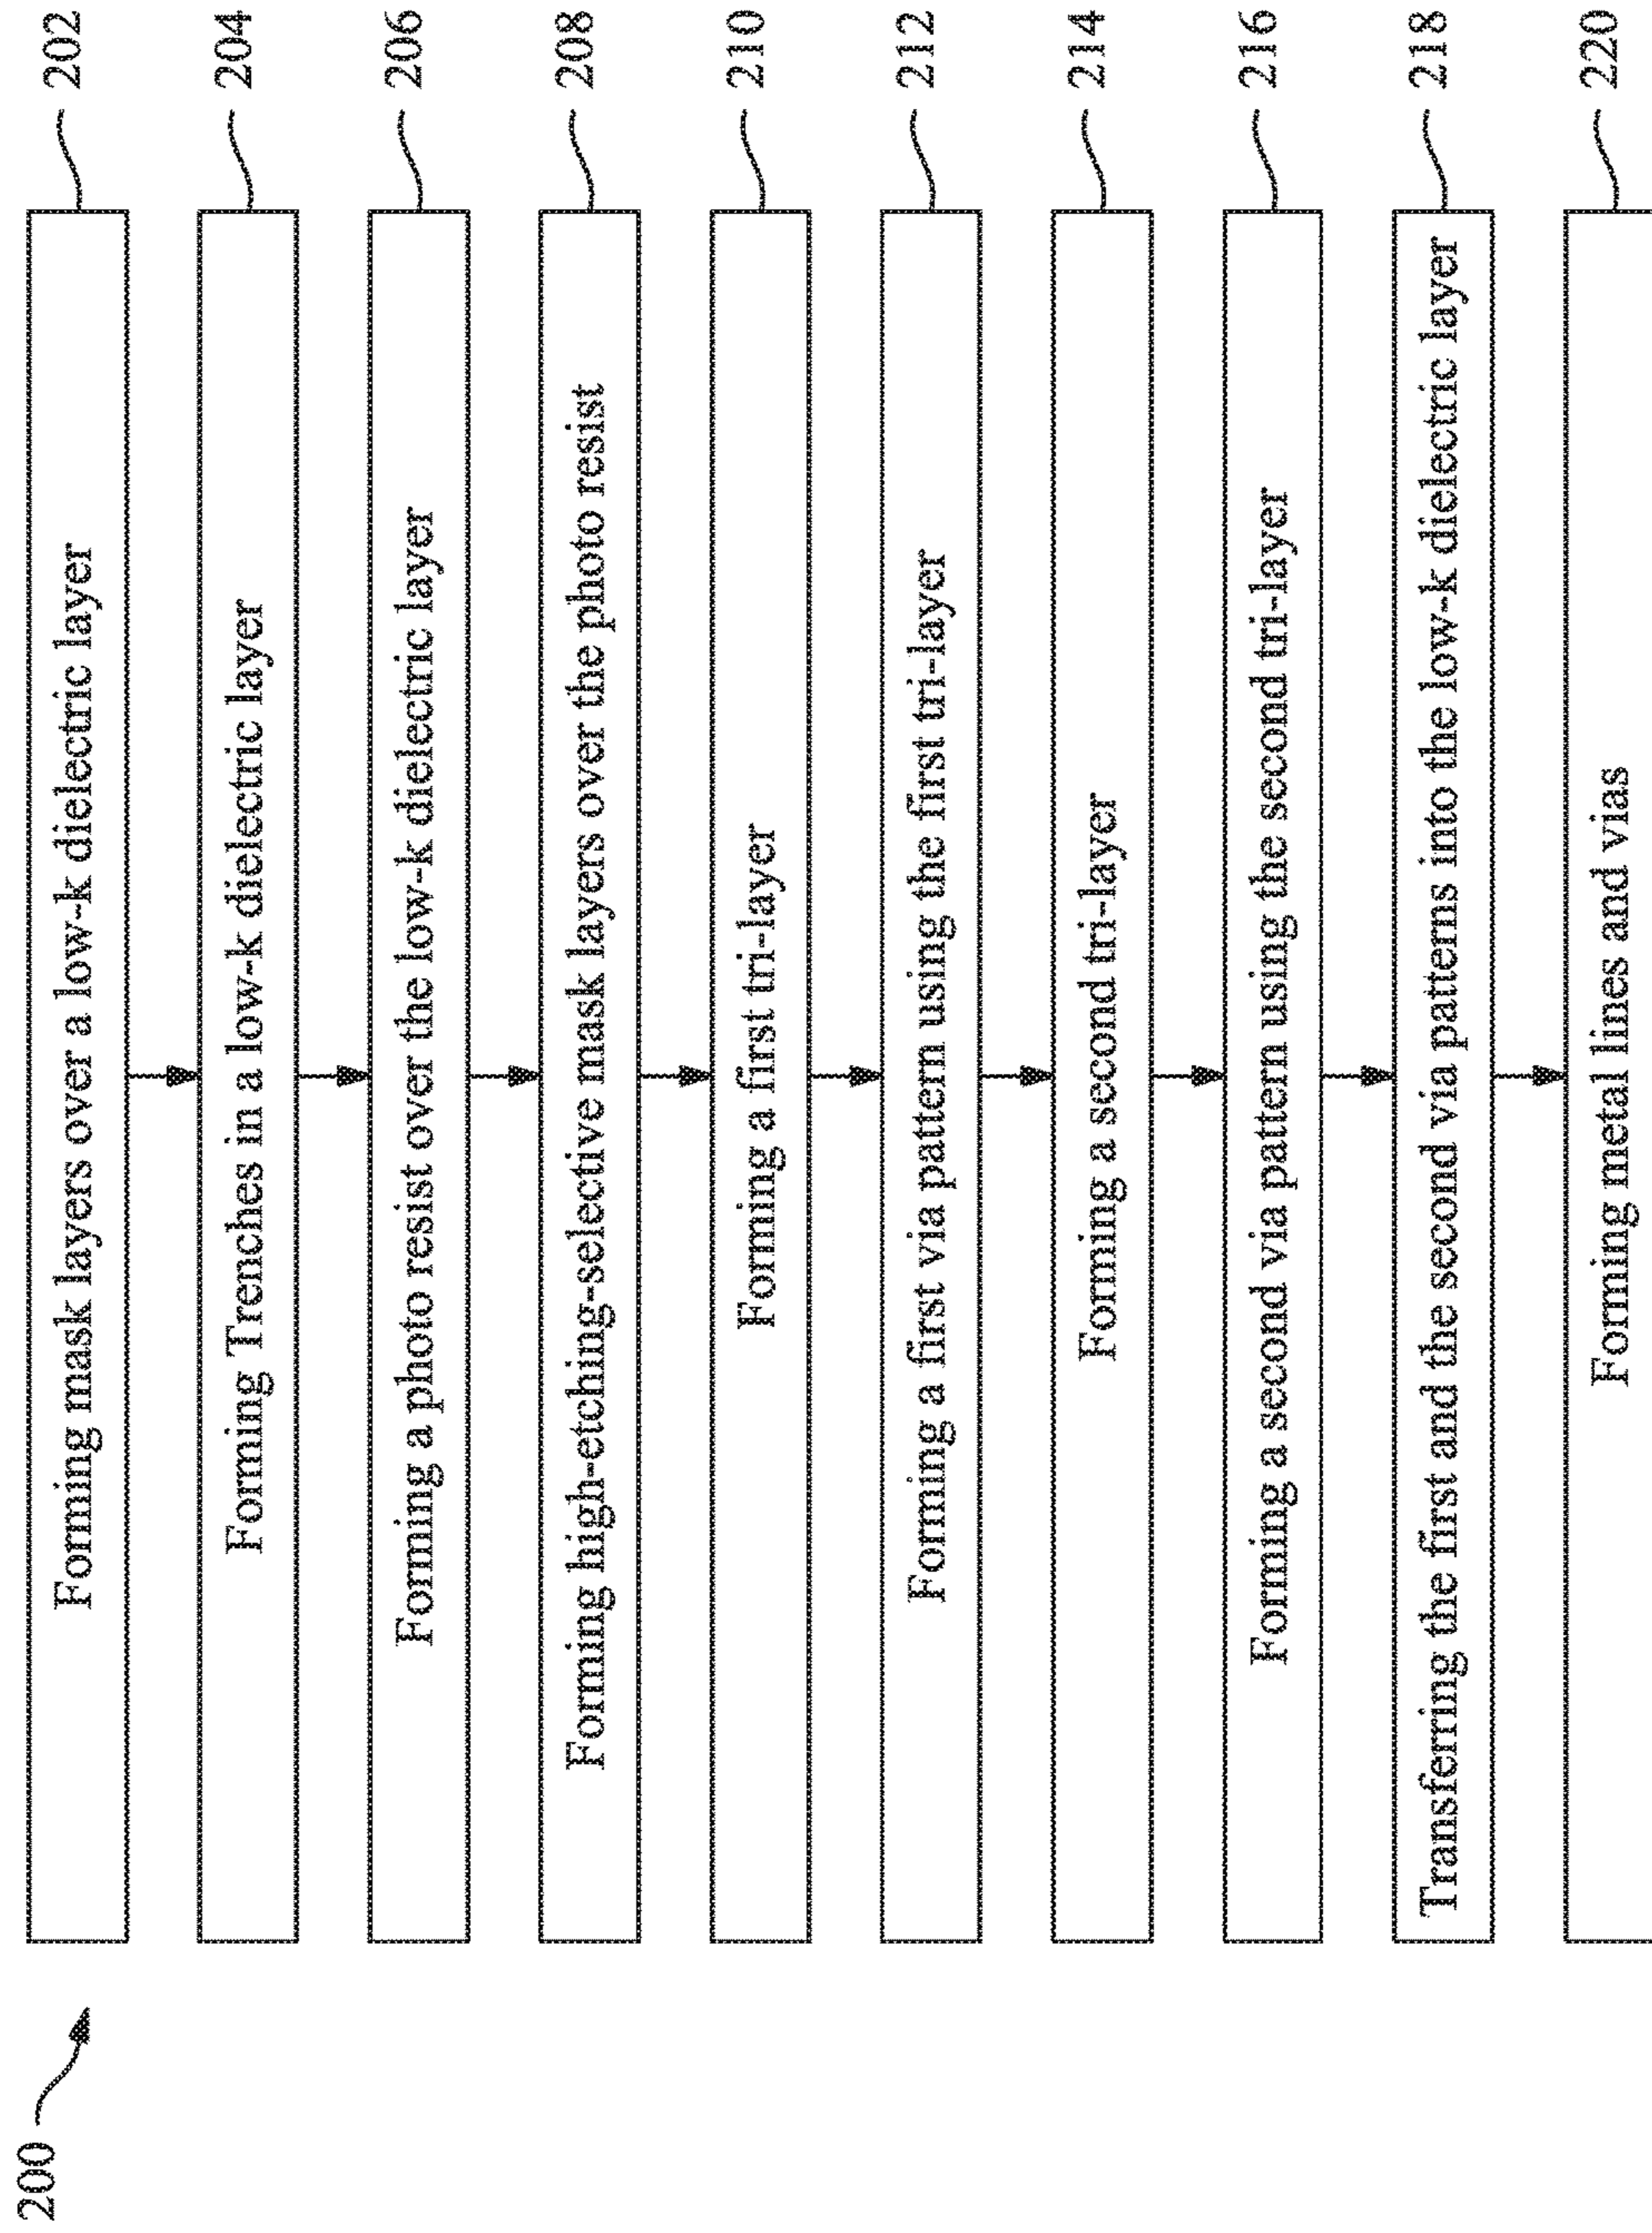 200
Forming mask layers over a low-k dielectric layer 202
Forming Trenches in a low-k dielectric layer 204
Forming a photo resist over the low-k dielectric layer 206
Forming high-etching-selective mask layers over the photo resist 208
Forming a first tri-layer 210
Forming a first via pattern using the first tri-layer 212
Forming a second tri-layer 214
Forming a second via pattern using the second tri-layer 216
Transferring the first and the second via patterns into the low-k dielectric layer 218
Forming metal lines and vias 220